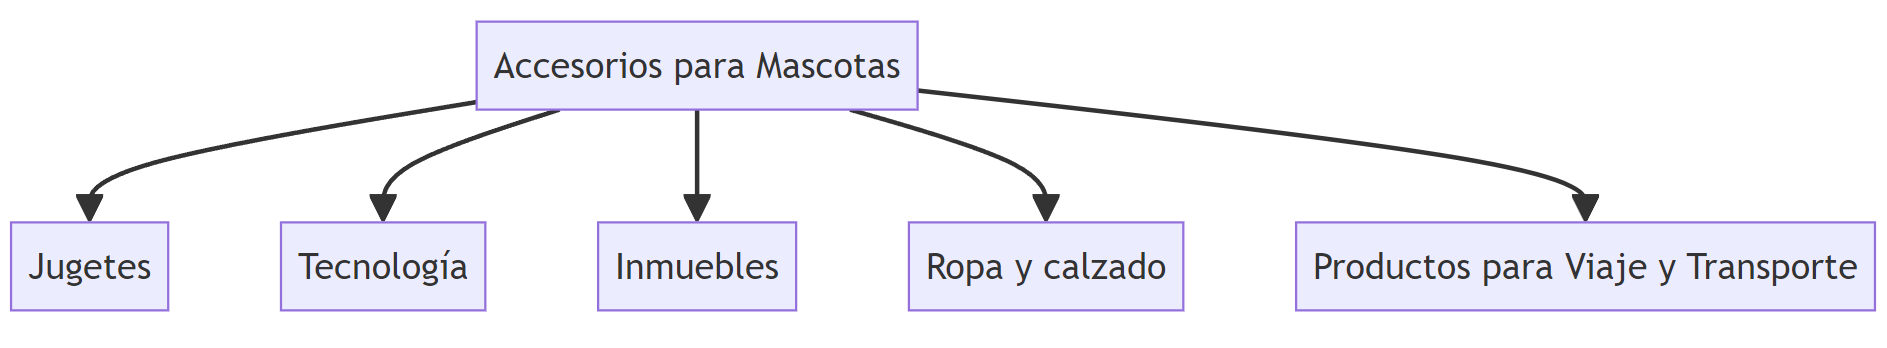 Accesorios para Mascotas
Jugetes
Tecnología
Inmuebles
Ropa y calzado
Productos para Viaje y Transporte